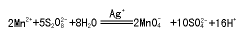 2Mn²⁺+5S₂O₈²⁻+8H₂O =Ag⁺= 2MnO₄⁻ +10SO₄²⁻+16H⁺